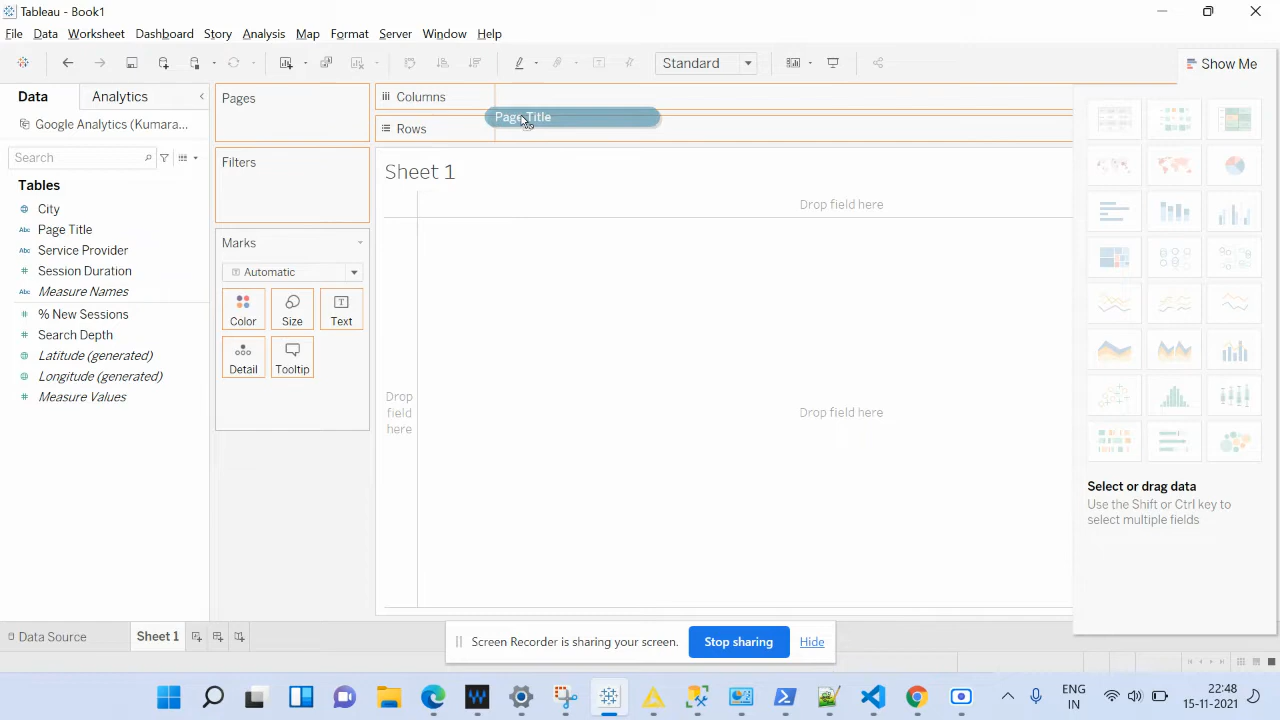 Tableau - Book1
File Data Worksheet Dashboard Story Analysis Map Format Server Window Help
Standard
Show Me
Data Analytics
Pages
Columns
Page Title
Rows
Google Analytics (Kumara...
Search
Filters
Sheet 1
Tables
City
Page Title
Service Provider
Session Duration
Measure Names
% New Sessions
Search Depth
Latitude (generated)
Longitude (generated)
Measure Values
Marks
Automatic
Color Size Text
Detail Tooltip
Drop field here
Drop
field
here
Drop field here
Select or drag data
Use the Shift or Ctrl key to
select multiple fields
Data Source Sheet 1
Screen Recorder is sharing your screen. Stop sharing Hide
ENG
IN
22:48
15-11-2021